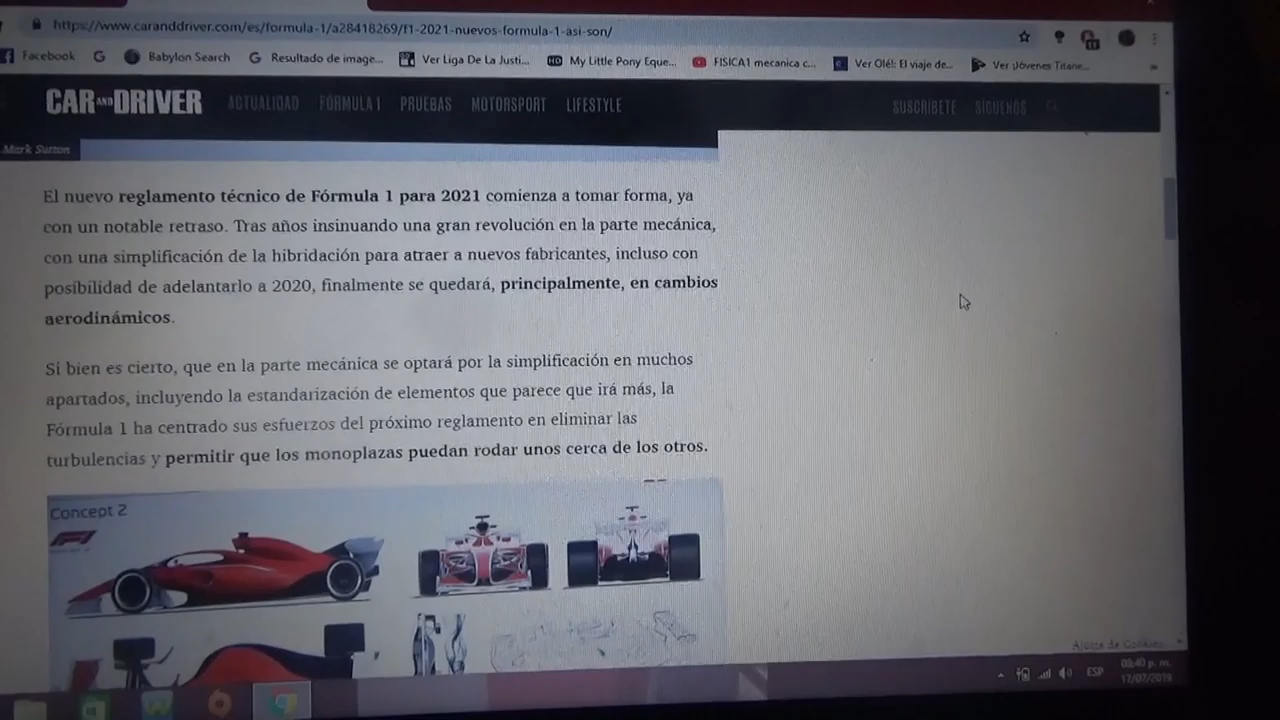 https://www.caranddriver.com/es/formula-1/a28418269/f1-2021-nuevos-formula-1-asi-son/
Facebook Babylon Search Resultado de image... Ver Liga De La Justi... My Little Pony Eque... FISICA1 mecanica c... Ver Olé!: El viaje de... Ver Jóvenes Titane...
CAR AND DRIVER ACTUALIDAD FÓRMULA 1 PRUEBAS MOTORSPORT LIFESTYLE SUSCRÍBETE SÍGUENOS
Mark Sutton
El nuevo reglamento técnico de Fórmula 1 para 2021 comienza a tomar forma, ya
con un notable retraso. Tras años insinuando una gran revolución en la parte mecánica,
con una simplificación de la hibridación para atraer a nuevos fabricantes, incluso con
posibilidad de adelantarlo a 2020, finalmente se quedará, principalmente, en cambios
aerodinámicos.
Si bien es cierto, que en la parte mecánica se optará por la simplificación en muchos
apartados, incluyendo la estandarización de elementos que parece que irá más, la
Fórmula 1 ha centrado sus esfuerzos del próximo reglamento en eliminar las
turbulencias y permitir que los monoplazas puedan rodar unos cerca de los otros.
Concept 2
F1
Ajustes de Cookies
ESP 08:40 p. m.
17/07/2019